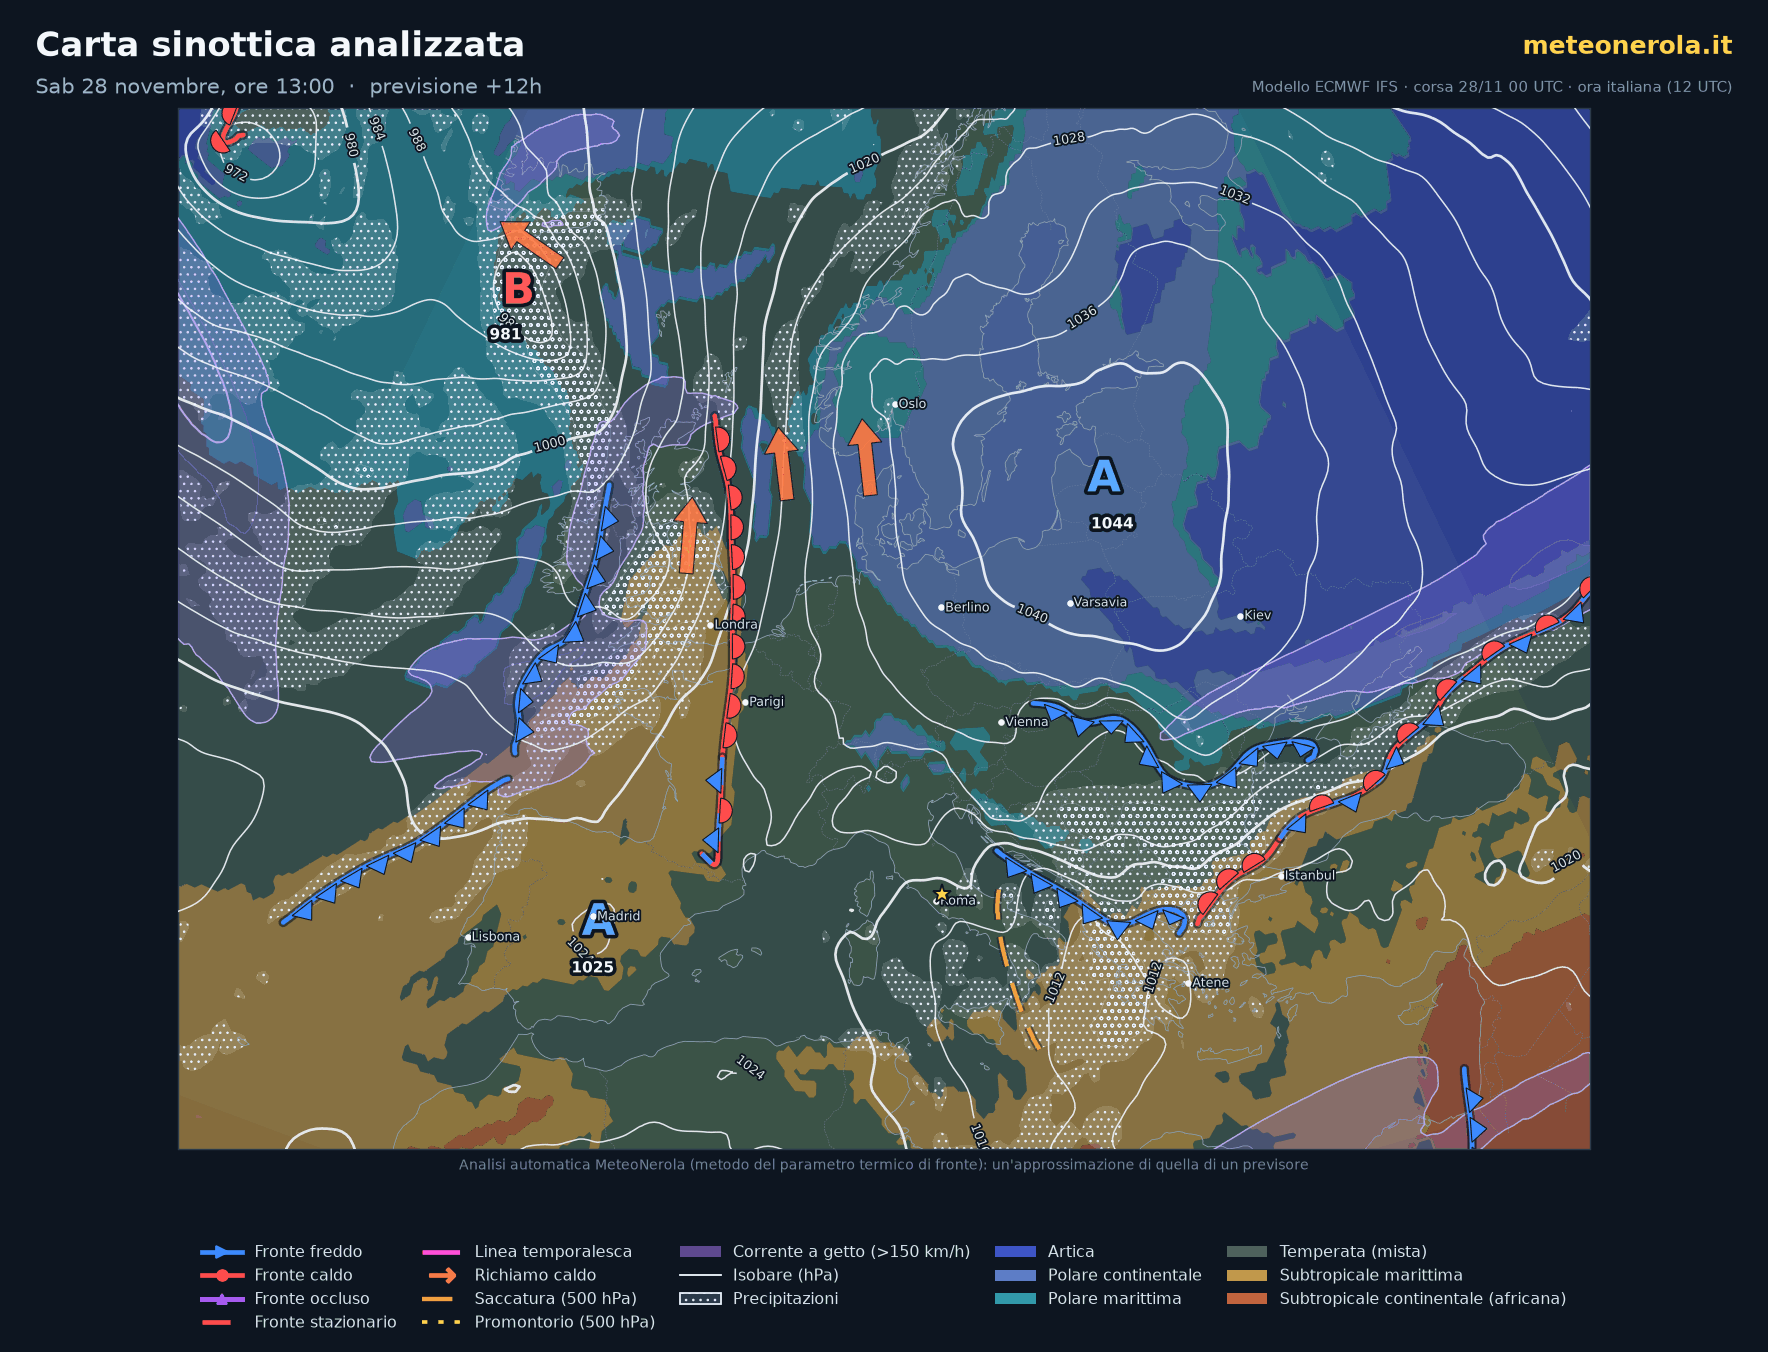 Carta sinottica analizzata
meteonerola.it
Sab 28 novembre, ore 13:00 · previsione +12h
Modello ECMWF IFS · corsa 28/11 00 UTC · ora italiana (12 UTC)
972
980
984
988
1020
1028
1032
B
981
1036
1000
Oslo
A
1044
Berlino
Varsavia
1040
Kiev
Londra
Parigi
Vienna
Roma
Istanbul
1020
A
Madrid
Lisbona
1025
1012
1012
Atene
1024
1016
Analisi automatica MeteoNerola (metodo del parametro termico di fronte): un'approssimazione di quella di un previsore
Fronte freddo
Fronte caldo
Fronte occluso
Fronte stazionario
Linea temporalesca
Richiamo caldo
Saccatura (500 hPa)
Promontorio (500 hPa)
Corrente a getto (>150 km/h)
Isobare (hPa)
Precipitazioni
Artica
Polare continentale
Polare marittima
Temperata (mista)
Subtropicale marittima
Subtropicale continentale (africana)